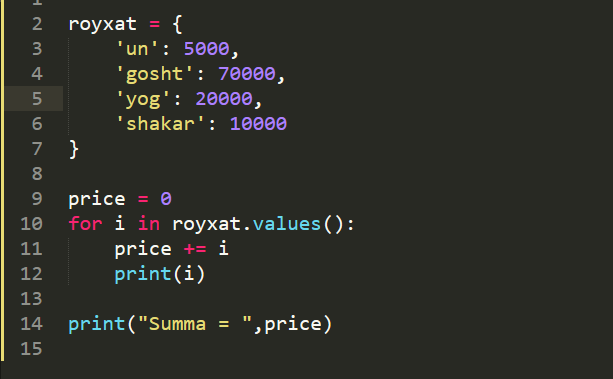 2 royxat = {
3     'un': 5000,
4     'gosht': 70000,
5     'yog': 20000,
6     'shakar': 10000
7 }
8
9 price = 0
10 for i in royxat.values():
11     price += i
12     print(i)
13
14 print("Summa = ",price)
15